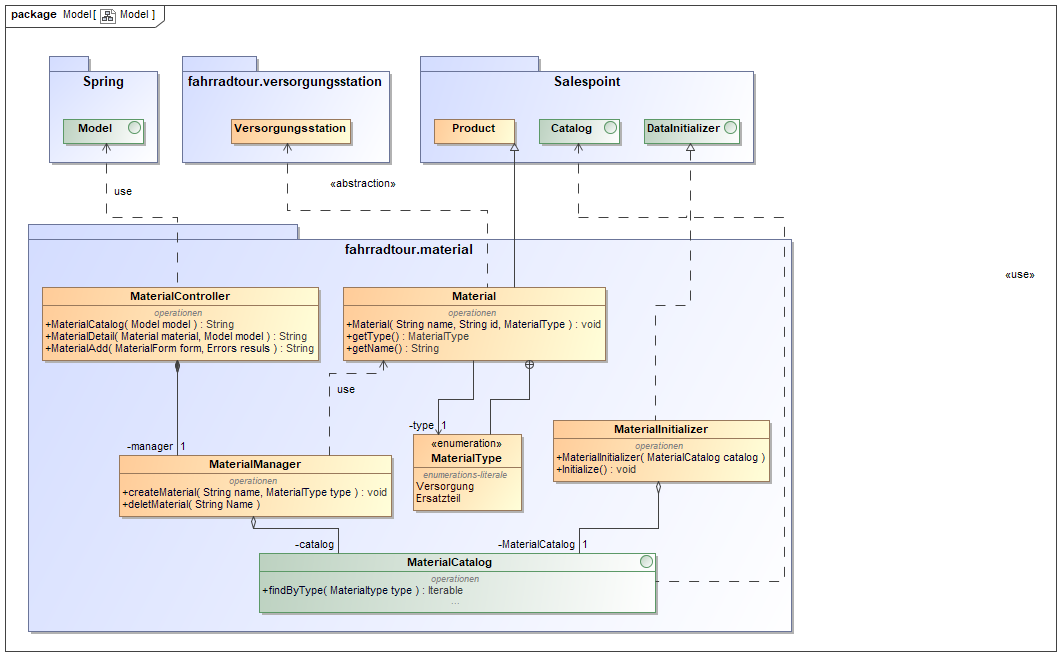 package Model[ Model ]
Spring
Model
fahrradtour.versorgungsstation
Versorgungsstation
Salespoint
Product
Catalog
DataInitializer
use
«abstraction»
«use»
fahrradtour.material
MaterialController
operationen
+MaterialCatalog( Model model ) : String
+MaterialDetail( Material material, Model model ) : String
+MaterialAdd( MaterialForm form, Errors resuls ) : String
Material
operationen
+Material( String name, String id, MaterialType ) : void
+getType() : MaterialType
+getName() : String
use
-manager 1
-type 1
«enumeration»
MaterialType
enumerations-literale
Versorgung
Ersatzteil
MaterialInitializer
operationen
+MaterialInitializer( MaterialCatalog catalog )
+Initialize() : void
MaterialManager
operationen
+createMaterial( String name, MaterialType type ) : void
+deletMaterial( String Name )
-catalog
-MaterialCatalog 1
MaterialCatalog
operationen
+findByType( Materialtype type ) : Iterable
...